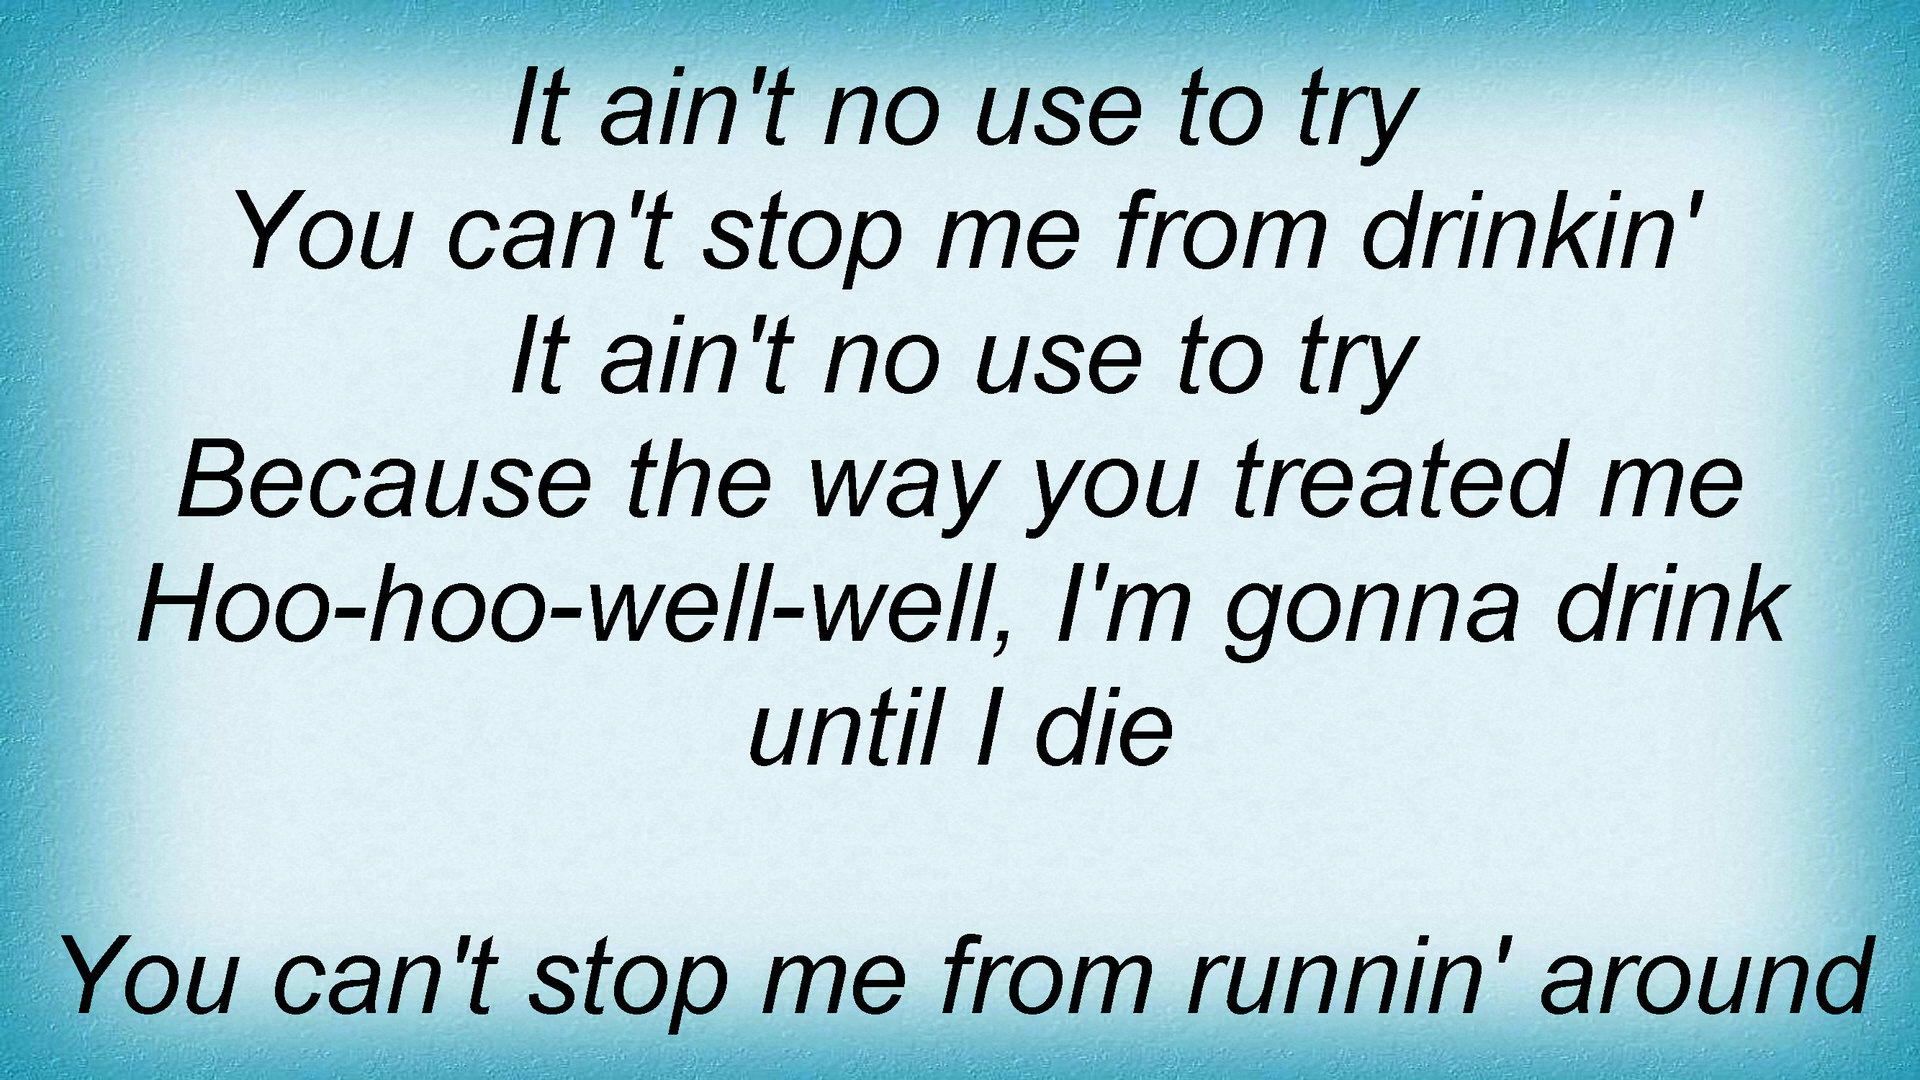 It ain't no use to try
You can't stop me from drinkin'
It ain't no use to try
Because the way you treated me
Hoo-hoo-well-well, I'm gonna drink
until I die
You can't stop me from runnin' around